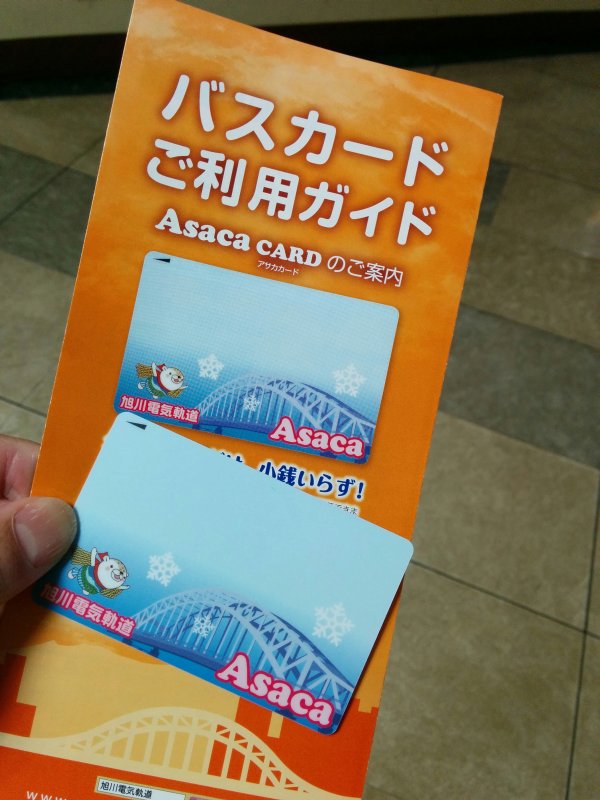 バスカード
ご利用ガイド
Asaca CARD のご案内
アサカカード
旭川電気軌道
Asaca
小銭いらず!
旭川電気軌道
Asaca
www.
旭川電気軌道